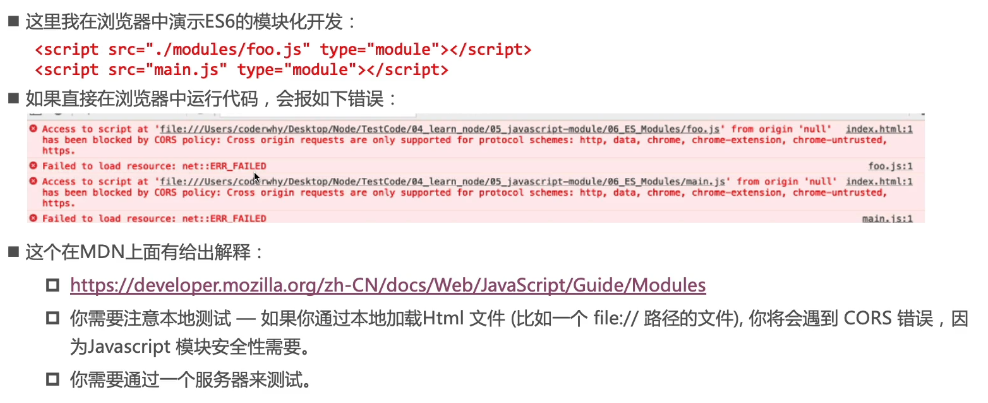 这里我在浏览器中演示ES6的模块化开发：
<script src="./modules/foo.js" type="module"></script>
<script src="main.js" type="module"></script>
如果直接在浏览器中运行代码，会报如下错误：
Access to script at 'file:///Users/coderwhy/Desktop/Node/TestCode/04_learn_node/05_javascript-module/06_ES_Modules/foo.js' from origin 'null' index.html:1
has been blocked by CORS policy: Cross origin requests are only supported for protocol schemes: http, data, chrome, chrome-extension, chrome-untrusted,
https.
Failed to load resource: net::ERR_FAILED foo.js:1
Access to script at 'file:///Users/coderwhy/Desktop/Node/TestCode/04_learn_node/05_javascript-module/06_ES_Modules/main.js' from origin 'null' index.html:1
has been blocked by CORS policy: Cross origin requests are only supported for protocol schemes: http, data, chrome, chrome-extension, chrome-untrusted,
https.
Failed to load resource: net::ERR_FAILED main.js:1
这个在MDN上面有给出解释：
https://developer.mozilla.org/zh-CN/docs/Web/JavaScript/Guide/Modules
你需要注意本地测试 — 如果你通过本地加载Html 文件 (比如一个 file:// 路径的文件), 你将会遇到 CORS 错误，因
为Javascript 模块安全性需要。
你需要通过一个服务器来测试。